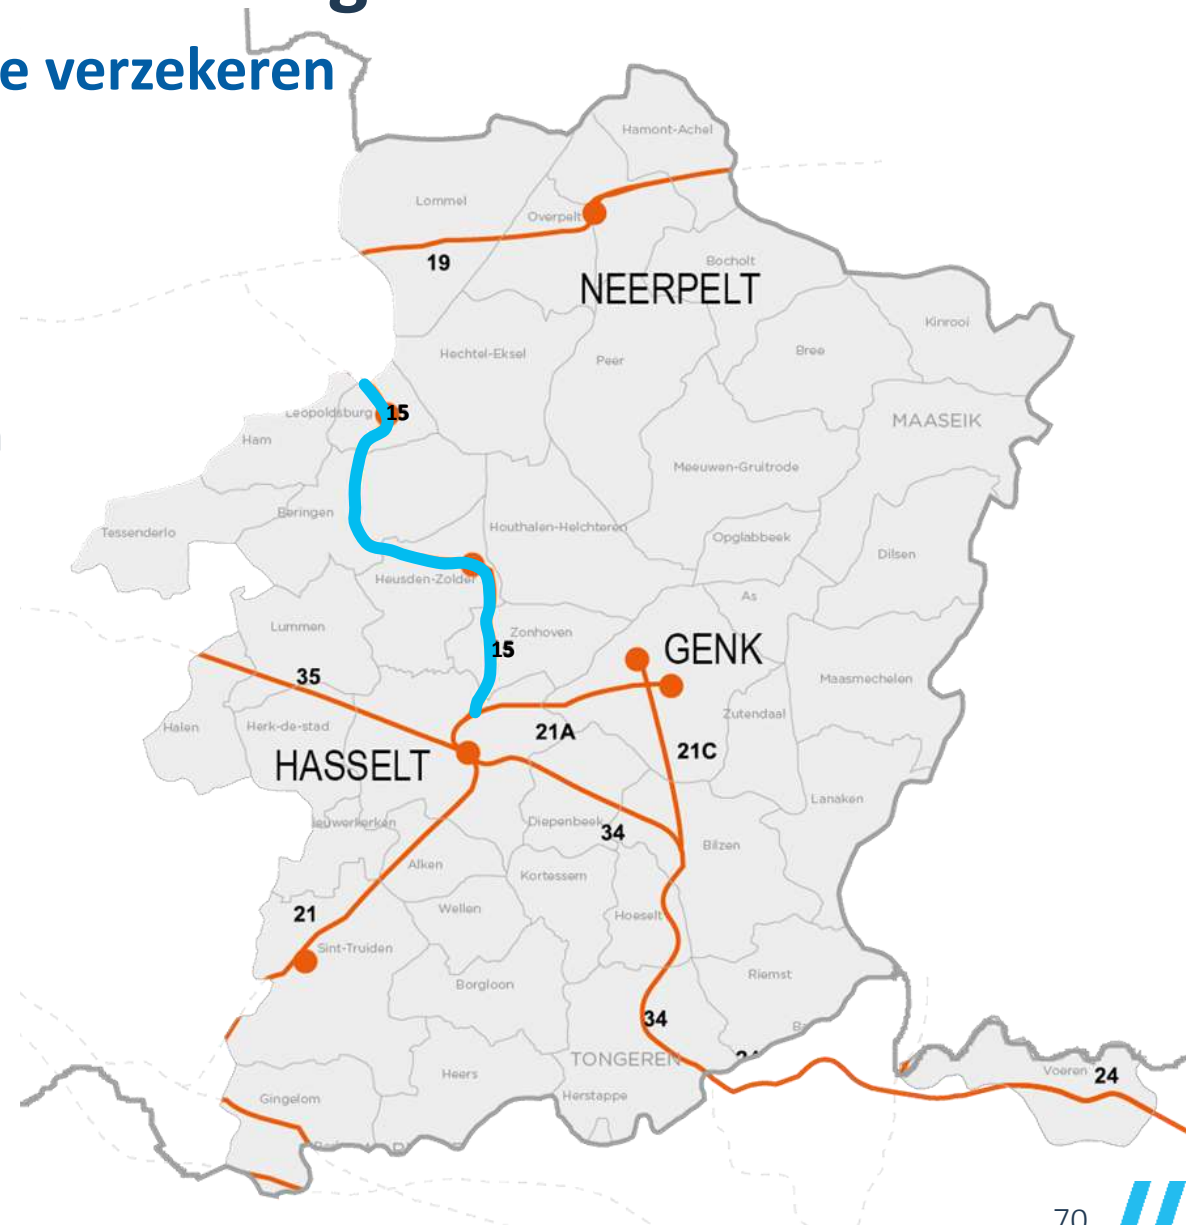 e verzekeren
Hamont-Achel
Lommel
Overpelt
19
Bocholt
NEERPELT
Kinrooi
Hechtel-Eksel
Peer
Bree
Leopoldsburg
15
MAASEIK
Ham
Meeuwen-Gruitrode
Beringen
Tessenderlo
Houthalen-Helchteren
Opglabbeek
Dilsen
Heusden-Zolder
As
Lummen
Zonhoven
15
GENK
35
Maasmechelen
Halen
Herk-de-stad
Zutendaal
21A
21C
HASSELT
Lanaken
Diepenbeek
34
Bilzen
Alken
Kortessem
21
Wellen
Hoeselt
Sint-Truiden
Riemst
Borgloon
34
TONGEREN
Voeren
24
Heers
Gingelom
Herstappe
70